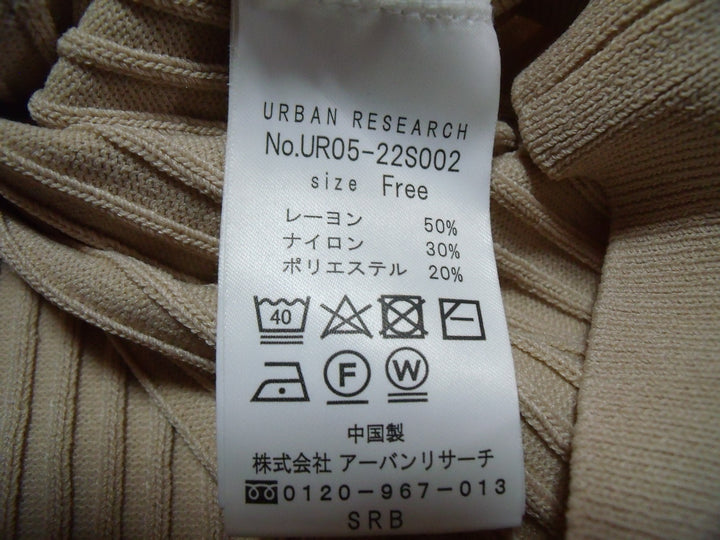 URBAN RESEARCH
No.UR05-22S002
size Free
レーヨン 50%
ナイロン 30%
ポリエステル 20%
40
F W
中国製
株式会社 アーバンリサーチ
0120-967-013
SRB